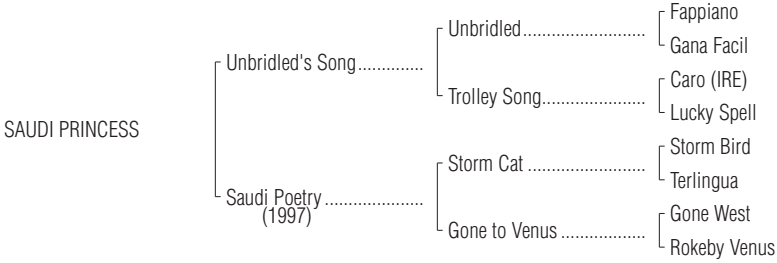 Fappiano
Unbridled.........................
Gana Facil
Unbridled's Song..............
Caro (IRE)
Trolley Song......................
Lucky Spell
SAUDI PRINCESS
Storm Bird
Storm Cat .........................
Terlingua
Saudi Poetry .....................
(1997)
Gone West
Gone to Venus ..................
Rokeby Venus